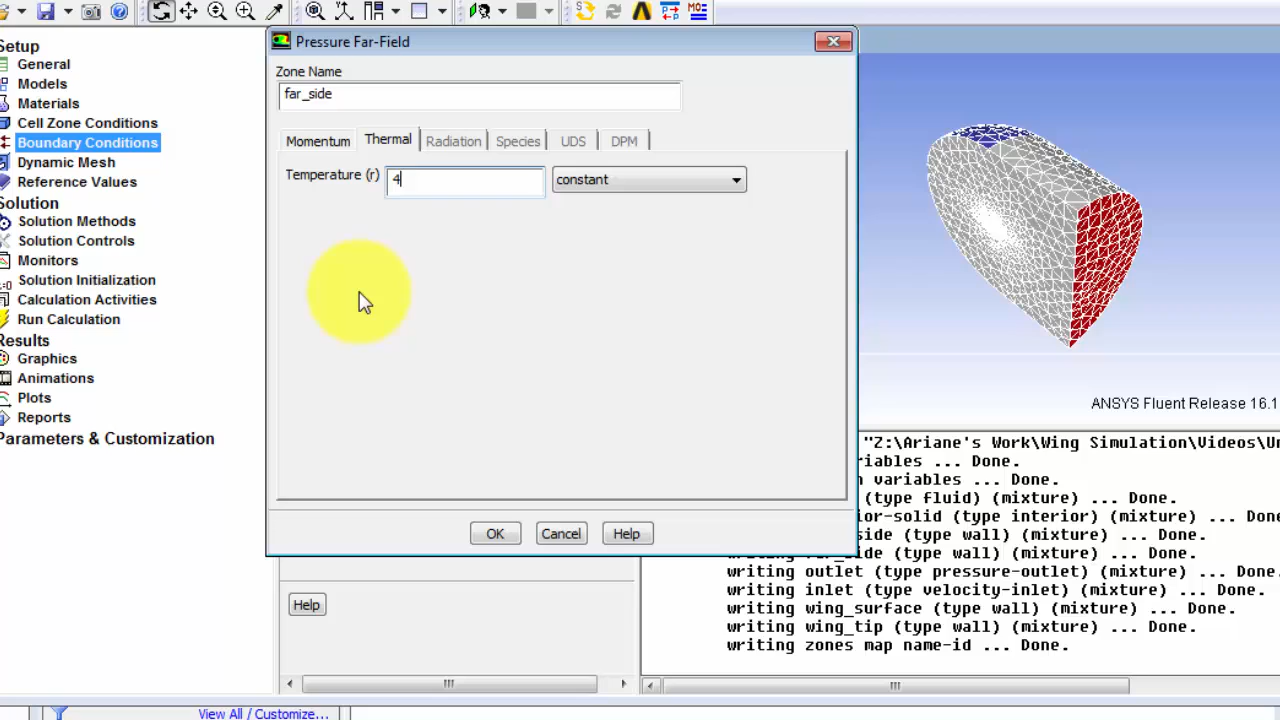 Pressure Far-Field
Setup
General
Models
Materials
Cell Zone Conditions
Boundary Conditions
Dynamic Mesh
Reference Values
Solution
Solution Methods
Solution Controls
Monitors
Solution Initialization
Calculation Activities
Run Calculation
Results
Graphics
Animations
Plots
Reports
Parameters & Customization
Zone Name
far_side
Momentum
Thermal
Radiation
Species
UDS
DPM
Temperature (r)
4
constant
OK
Cancel
Help
Help
ANSYS Fluent Release 16.1
"Z:\Ariane's Work\Wing Simulation\Videos\Un
riables ... Done.
n variables ... Done.
(type fluid) (mixture) ... Done.
ior-solid (type interior) (mixture) ... Done
side (type wall) (mixture) ... Done.
writing far_side (type wall) (mixture) ... Done.
writing outlet (type pressure-outlet) (mixture) ... Done.
writing inlet (type velocity-inlet) (mixture) ... Done.
writing wing_surface (type wall) (mixture) ... Done.
writing wing_tip (type wall) (mixture) ... Done.
writing zones map name-id ... Done.
View All / Customize...